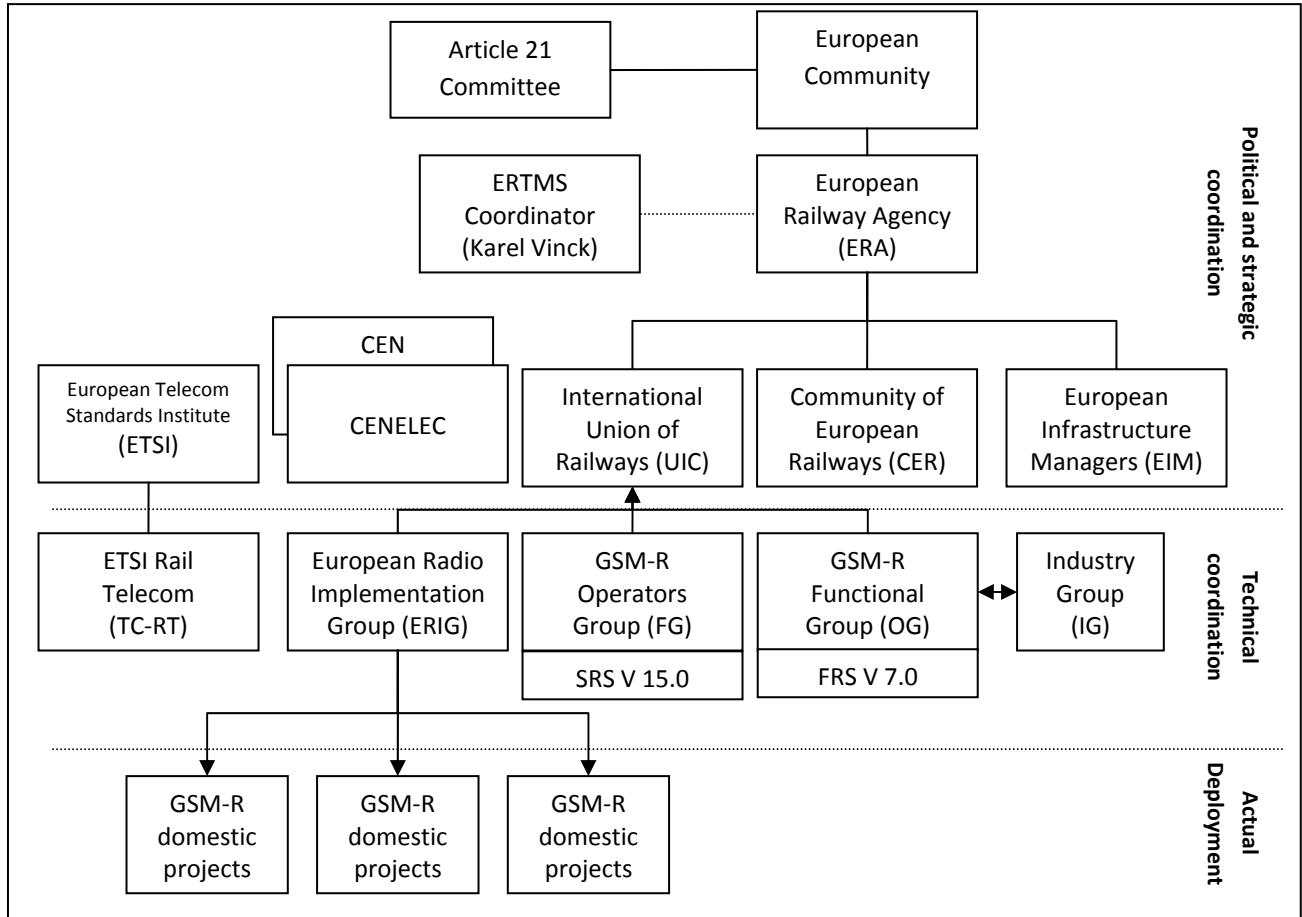 Article 21
Committee
European
Community
ERTMS
Coordinator
(Karel Vinck)
European
Railway Agency
(ERA)
Political and strategic
coordination
European Telecom
Standards Institute
(ETSI)
CEN
CENELEC
International
Union of
Railways (UIC)
Community of
European
Railways (CER)
European
Infrastructure
Managers (EIM)
ETSI Rail
Telecom
(TC-RT)
European Radio
Implementation
Group (ERIG)
GSM-R
Operators
Group (FG)
SRS V 15.0
GSM-R
Functional
Group (OG)
FRS V 7.0
Industry
Group
(IG)
Technical
coordination
GSM-R
domestic
projects
GSM-R
domestic
projects
GSM-R
domestic
projects
Actual
Deployment